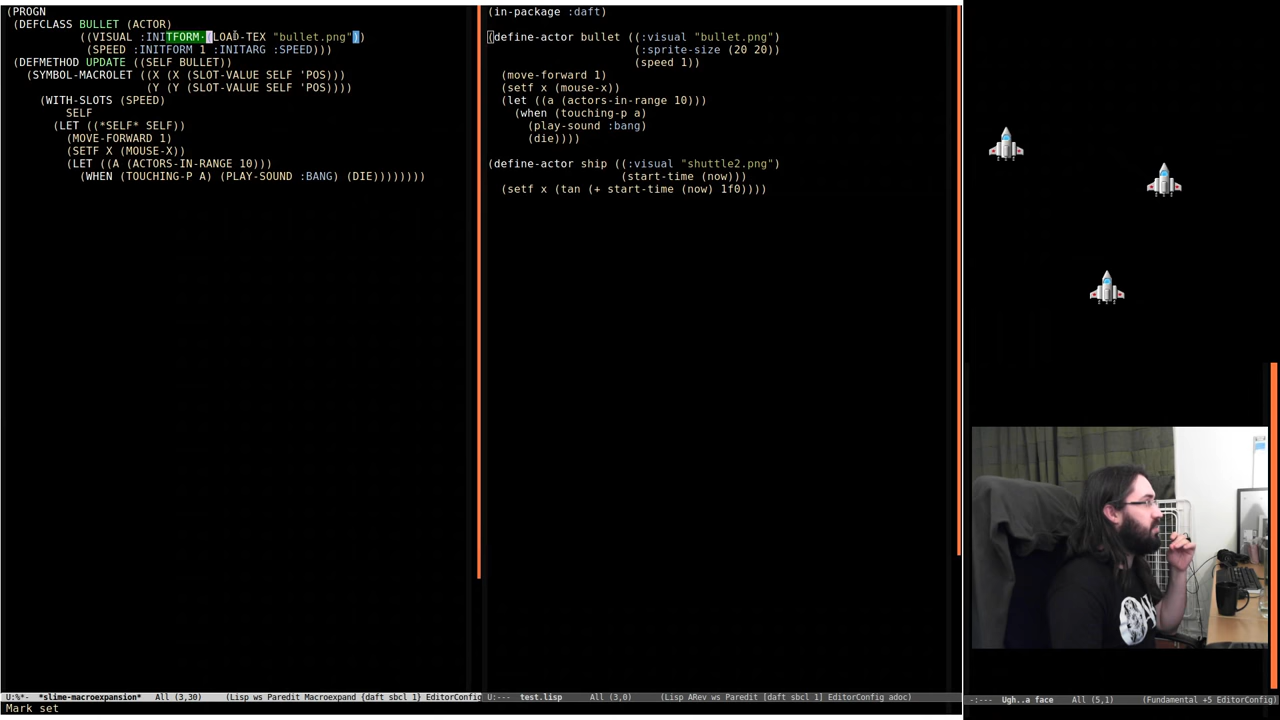 (PROGN
(DEFCLASS BULLET (ACTOR)
((VISUAL :INITFORM (LOAD-TEX "bullet.png"))
(SPEED :INITFORM 1 :INITARG :SPEED)))
(DEFMETHOD UPDATE ((SELF BULLET))
(SYMBOL-MACROLET ((X (X (SLOT-VALUE SELF 'POS)))
(Y (Y (SLOT-VALUE SELF 'POS))))
(WITH-SLOTS (SPEED)
SELF
(LET ((*SELF* SELF))
(MOVE-FORWARD 1)
(SETF X (MOUSE-X))
(LET ((A (ACTORS-IN-RANGE 10)))
(WHEN (TOUCHING-P A) (PLAY-SOUND :BANG) (DIE))))))))
U:%*- *slime-macroexpansion* All (3,30) (Lisp ws Paredit Macroexpand {daft sbcl 1} EditorConfig
Mark set
(in-package :daft)
(define-actor bullet ((:visual "bullet.png")
(:sprite-size (20 20))
(speed 1))
(move-forward 1)
(setf x (mouse-x))
(let ((a (actors-in-range 10)))
(when (touching-p a)
(play-sound :bang)
(die))))
(define-actor ship ((:visual "shuttle2.png")
(start-time (now)))
(setf x (tan (+ start-time (now) 1f0))))
U:--- test.lisp All (3,0) (Lisp ARev ws Paredit [daft sbcl 1] EditorConfig adoc)
-:--- Ugh..a face All (5,1) (Fundamental +5 EditorConfig)